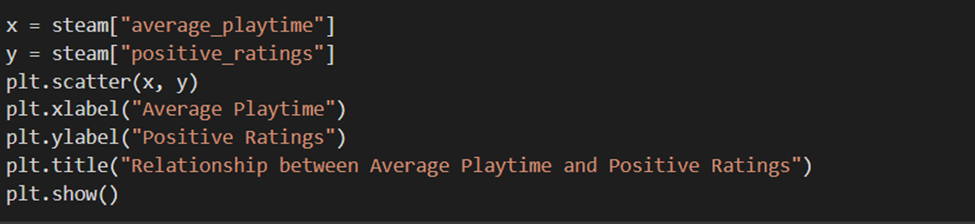 x = steam["average_playtime"]
y = steam["positive_ratings"]
plt.scatter(x, y)
plt.xlabel("Average Playtime")
plt.ylabel("Positive Ratings")
plt.title("Relationship between Average Playtime and Positive Ratings")
plt.show()